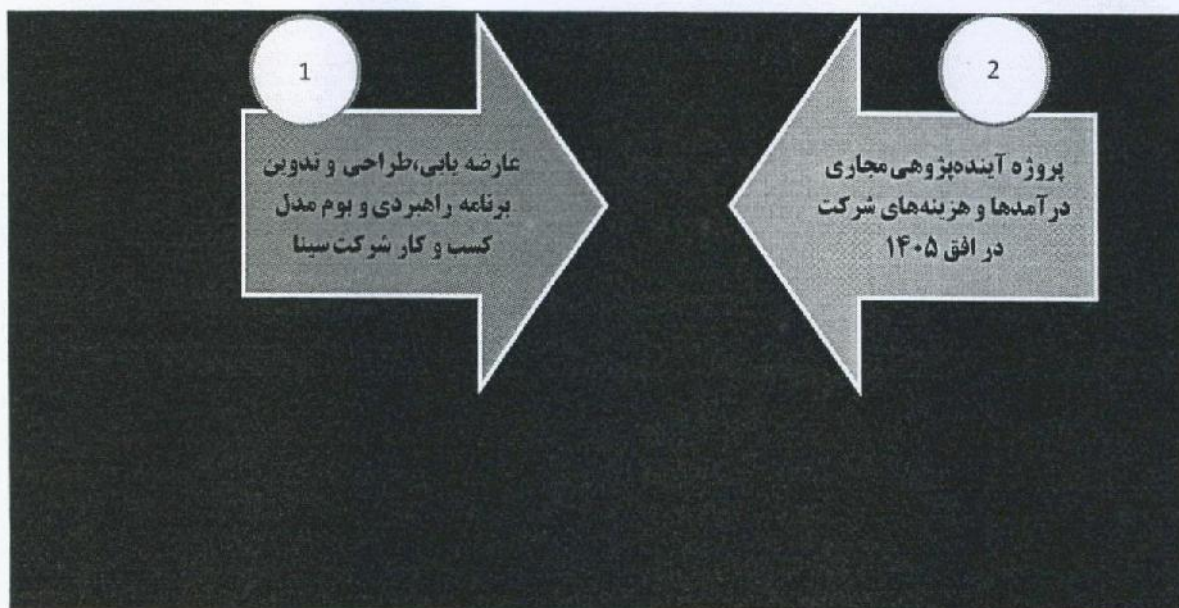 1
عارضه یابی،طراحی و تدوین
برنامه راهبردی و بوم مدل
کسب و کار شرکت سینا
2
پروژه آینده‌پژوهی مجاری
درآمدها و هزینه‌های شرکت
در افق ۱۴۰۵